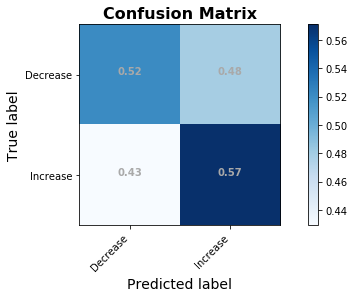 Confusion Matrix
True label
Decrease
0.52 0.48
Increase
0.43 0.57
Decrease Increase
Predicted label
0.56
0.54
0.52
0.50
0.48
0.46
0.44